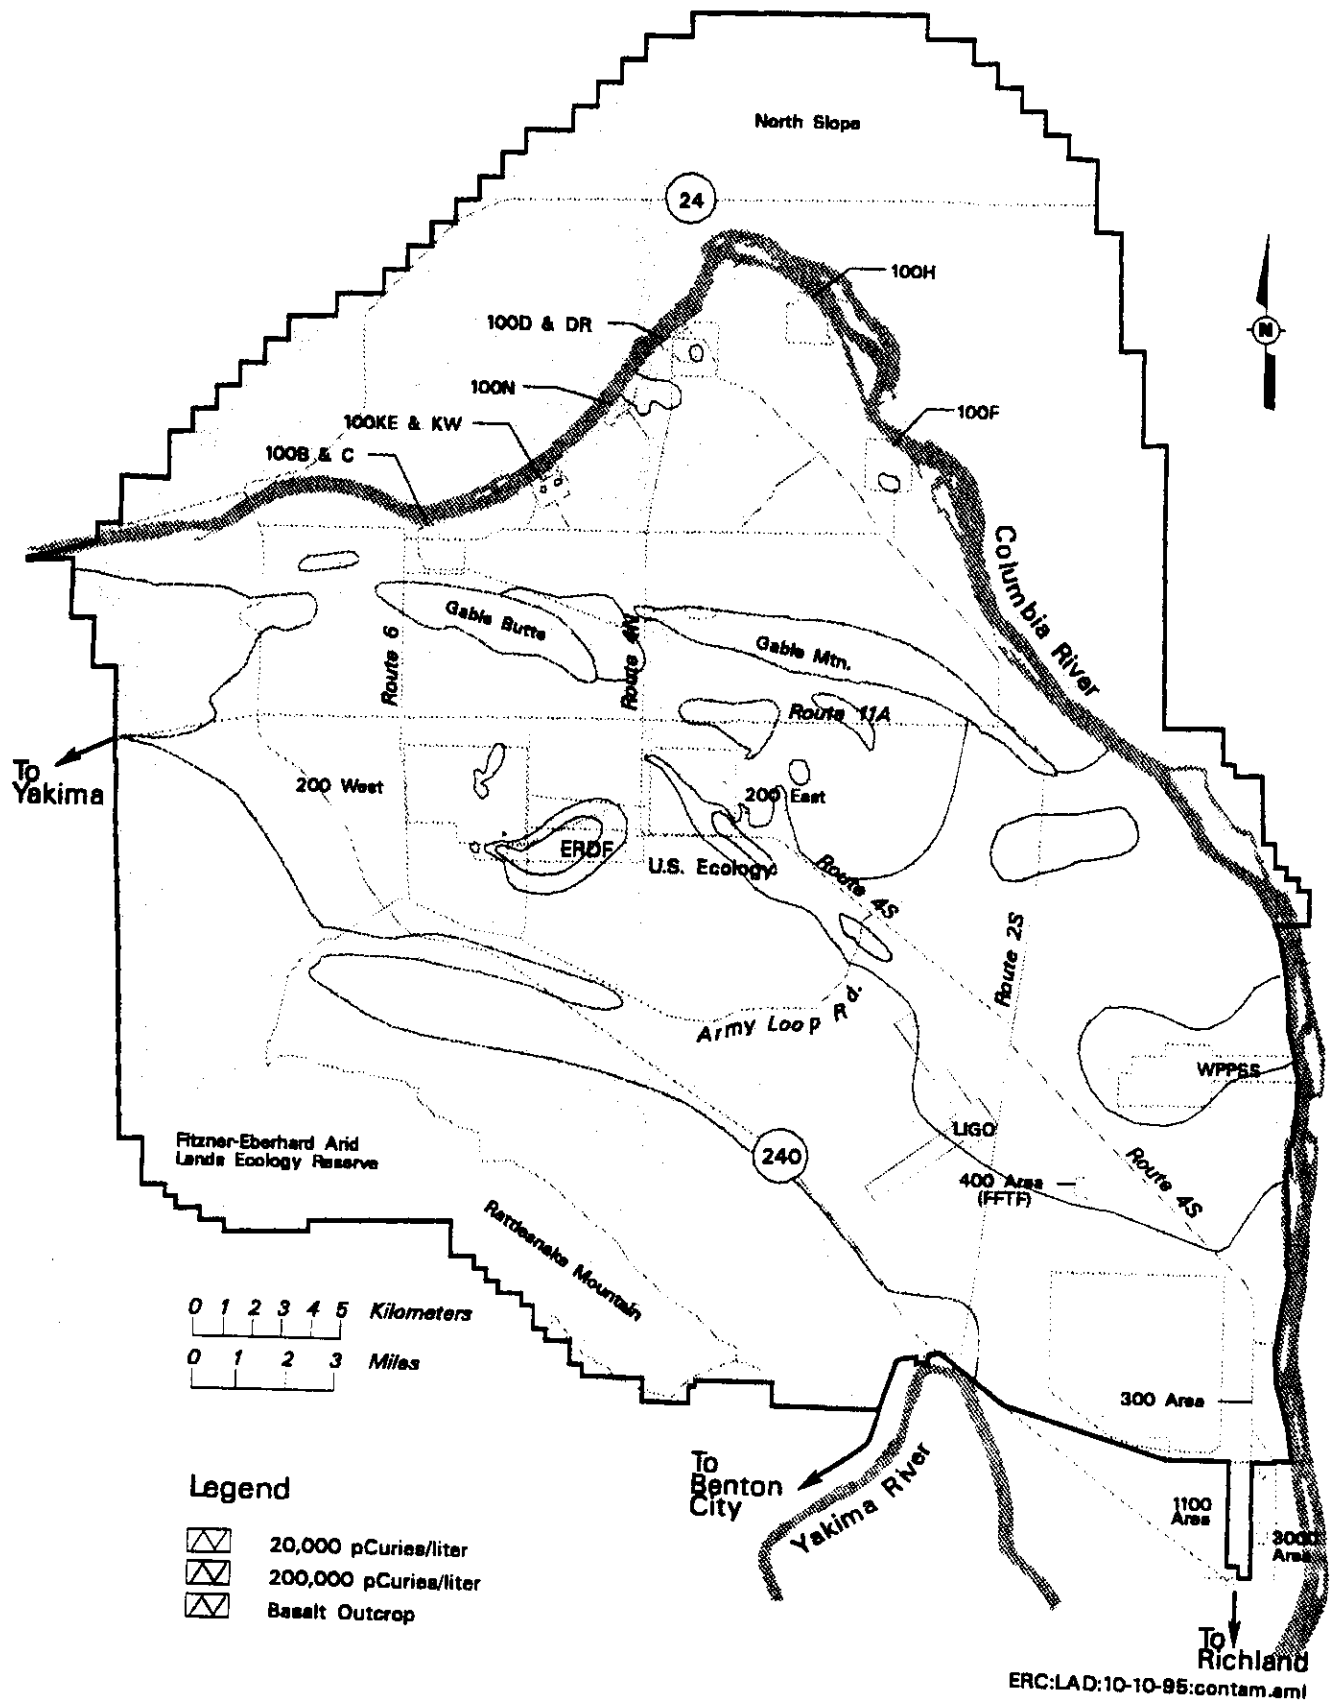 North Slope
24
100H
100D & DR
N
100N
100F
100KE & KW
100B & C
Columbia River
Gable Butte
Route 6
Route 4N
Gable Mtn.
Route 11A
To
Yakima
200 West
200 East
ERDF
U.S. Ecology
Route 4S
Route 2S
Army Loop Rd.
WPPSS
LIGO
Fitzner-Eberhard Arid
Lands Ecology Reserve
240
400 Area
(FFTF)
Route 4S
Rattlesnake Mountain
0 1 2 3 4 5 Kilometers
0 1 2 3 Miles
300 Area
To
Benton
City
Yakima River
1100
Area
3000
Area
Legend
20,000 pCuries/liter
200,000 pCuries/liter
Basalt Outcrop
To
Richland
ERC:LAD:10-10-95:contam.aml